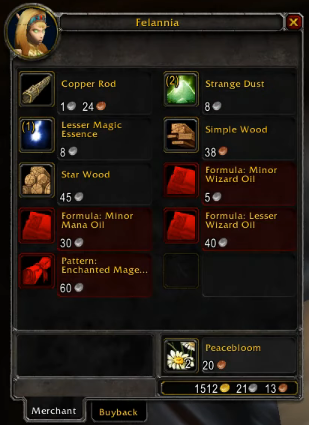 Felannia
Copper Rod
1 24
(2)
Strange Dust
8
(1)
Lesser Magic
Essence
8
Simple Wood
38
Star Wood
45
Formula: Minor
Wizard Oil
5
Formula: Minor
Mana Oil
30
Formula: Lesser
Wizard Oil
40
Pattern:
Enchanted Mage...
60
2
Peacebloom
20
1512 21 13
Merchant
Buyback